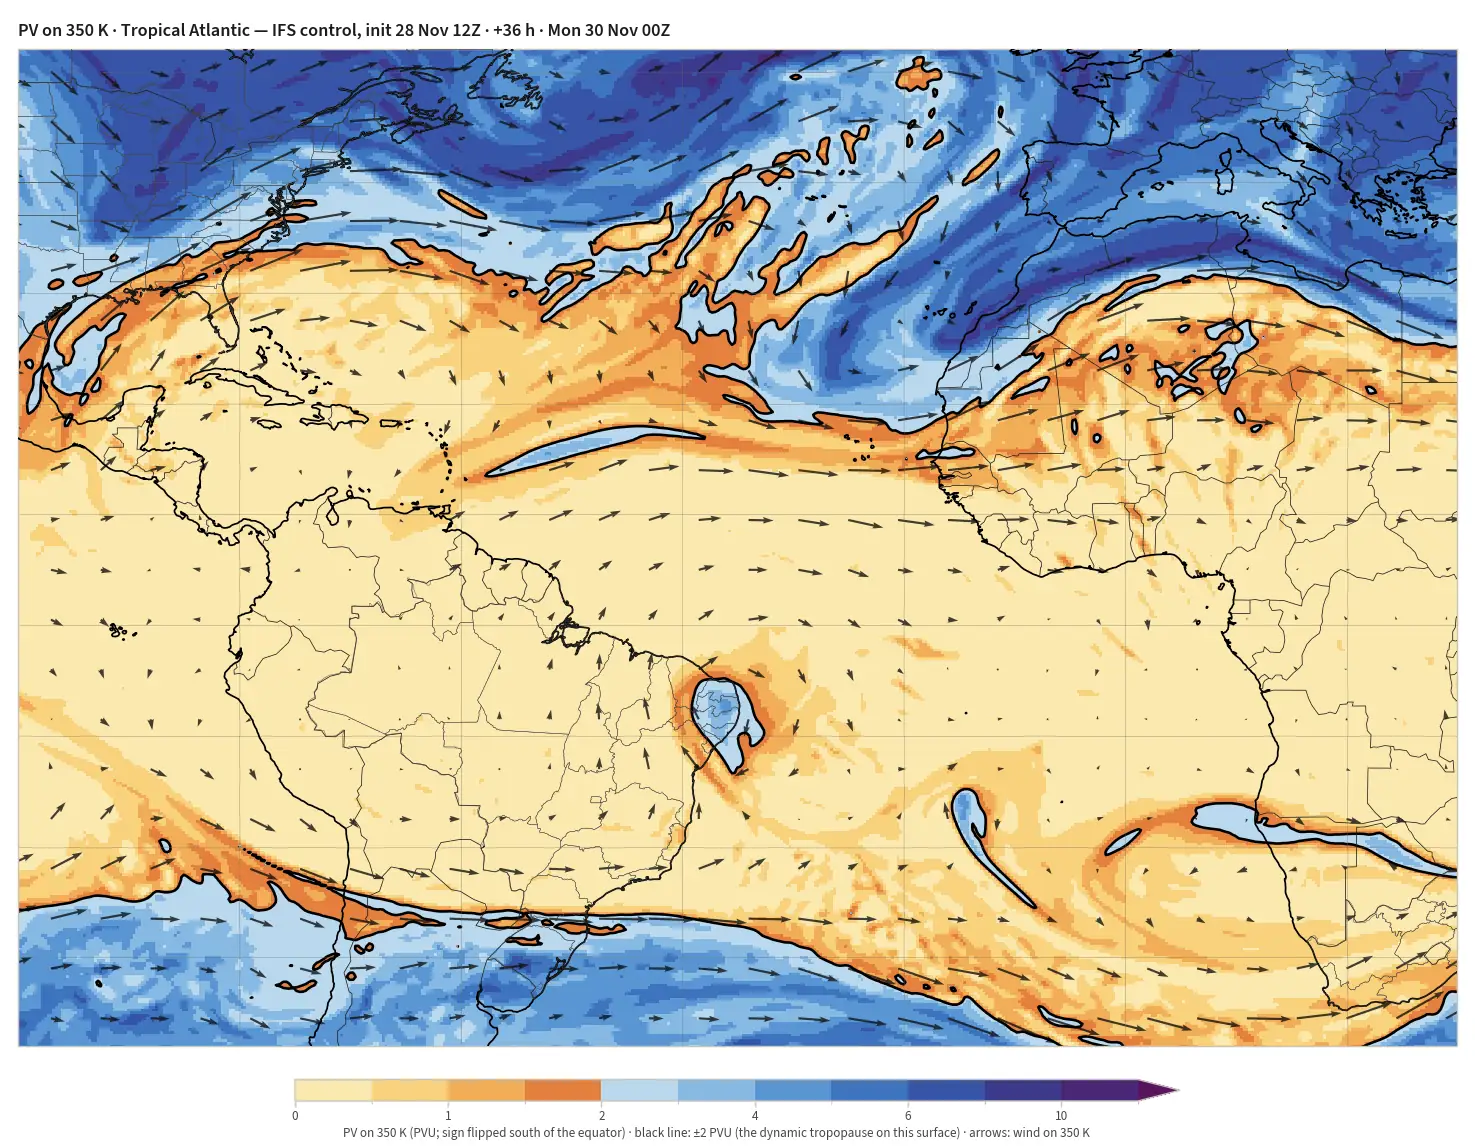 PV on 350 K · Tropical Atlantic — IFS control, init 28 Nov 12Z · +36 h · Mon 30 Nov 00Z
0 1 2 4 6 8 10
PV on 350 K (PVU; sign flipped south of the equator) · black line: ±2 PVU (the dynamic tropopause on this surface) · arrows: wind on 350 K